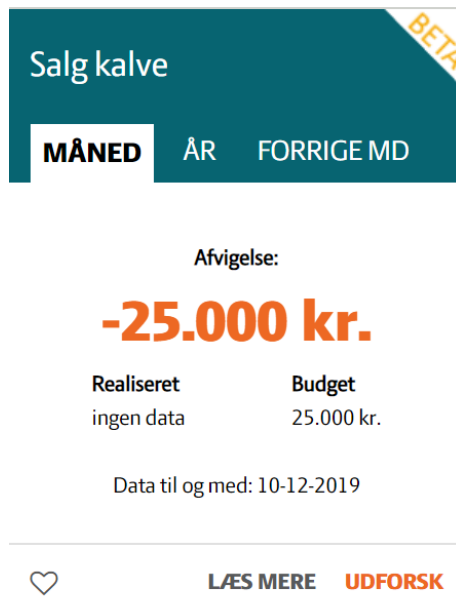 BETA
Salg kalve
MÅNED ÅR FORRIGE MD
Afvigelse:
-25.000 kr.
Realiseret Budget
ingen data 25.000 kr.
Data til og med: 10-12-2019
LÆS MERE UDFORSK